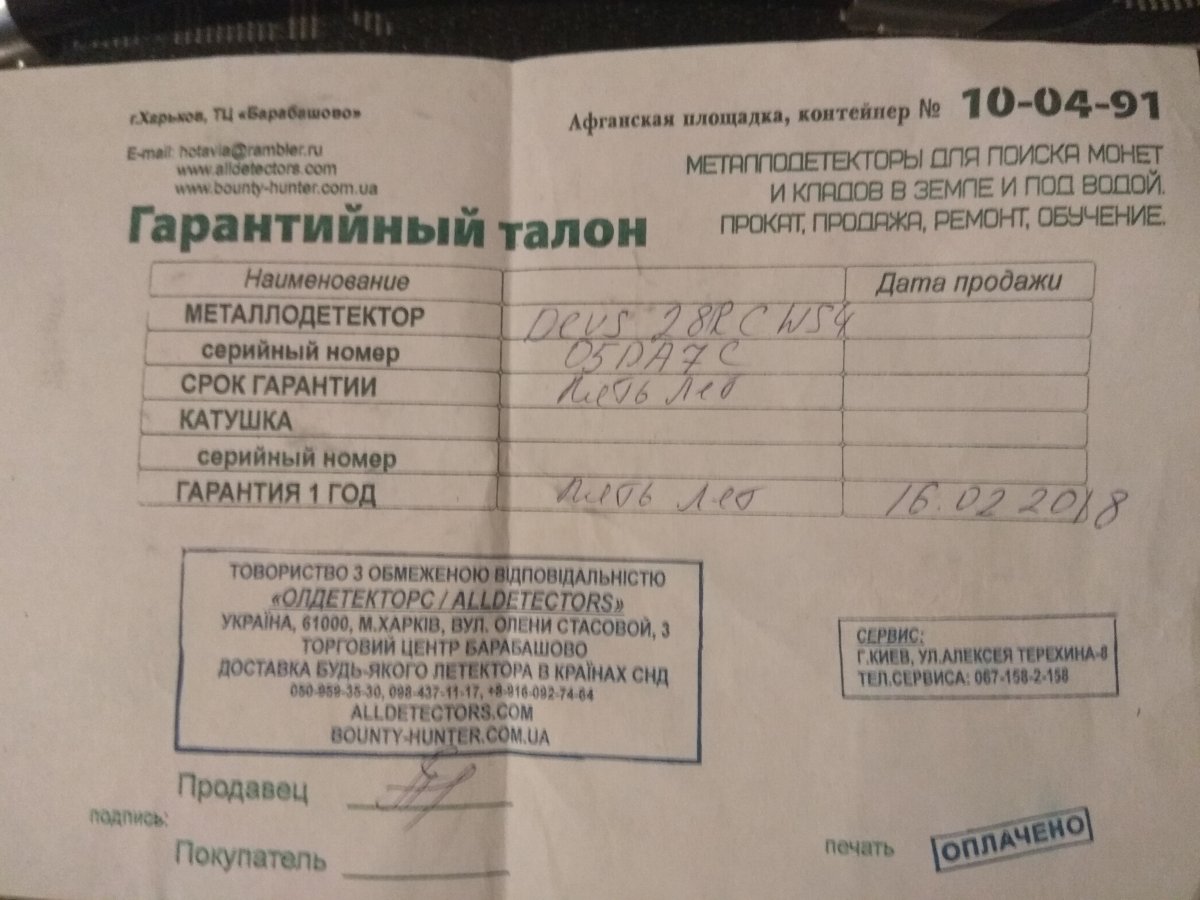 г.Харьков, ТЦ «Барабашово»
Афганская площадка, контейнер № 10-04-91
E-mail: hotavia@rambler.ru
www.alldetectors.com
www.bounty-hunter.com.ua
МЕТАЛЛОДЕТЕКТОРЫ ДЛЯ ПОИСКА МОНЕТ
И КЛАДОВ В ЗЕМЛЕ И ПОД ВОДОЙ.
ПРОКАТ, ПРОДАЖА, РЕМОНТ, ОБУЧЕНИЕ.
Гарантийный талон
Наименование Дата продажи
МЕТАЛЛОДЕТЕКТОР Deus 28RC WS4
серийный номер 05DA7C
СРОК ГАРАНТИИ пять лет
КАТУШКА
серийный номер
ГАРАНТИЯ 1 ГОД пять лет 16.02 2018
ТОВОРИСТВО З ОБМЕЖЕНОЮ ВІДПОВІДАЛЬНІСТЮ
«ОЛДЕТЕКТОРС / ALLDETECTORS»
УКРАЇНА, 61000, М.ХАРКІВ, ВУЛ. ОЛЕНИ СТАСОВОЙ, 3
ТОРГОВИЙ ЦЕНТР БАРАБАШОВО
ДОСТАВКА БУДЬ-ЯКОГО ЛЕТЕКТОРА В КРАЇНАХ СНД
050-959-35-30, 098-437-11-17, +8-916-092-74-64
ALLDETECTORS.COM
BOUNTY-HUNTER.COM.UA
СЕРВИС:
Г.КИЕВ, УЛ.АЛЕКСЕЯ ТЕРЕХИНА-8
ТЕЛ.СЕРВИСА: 067-158-2-158
Продавец
подпись:
Покупатель
печать ОПЛАЧЕНО